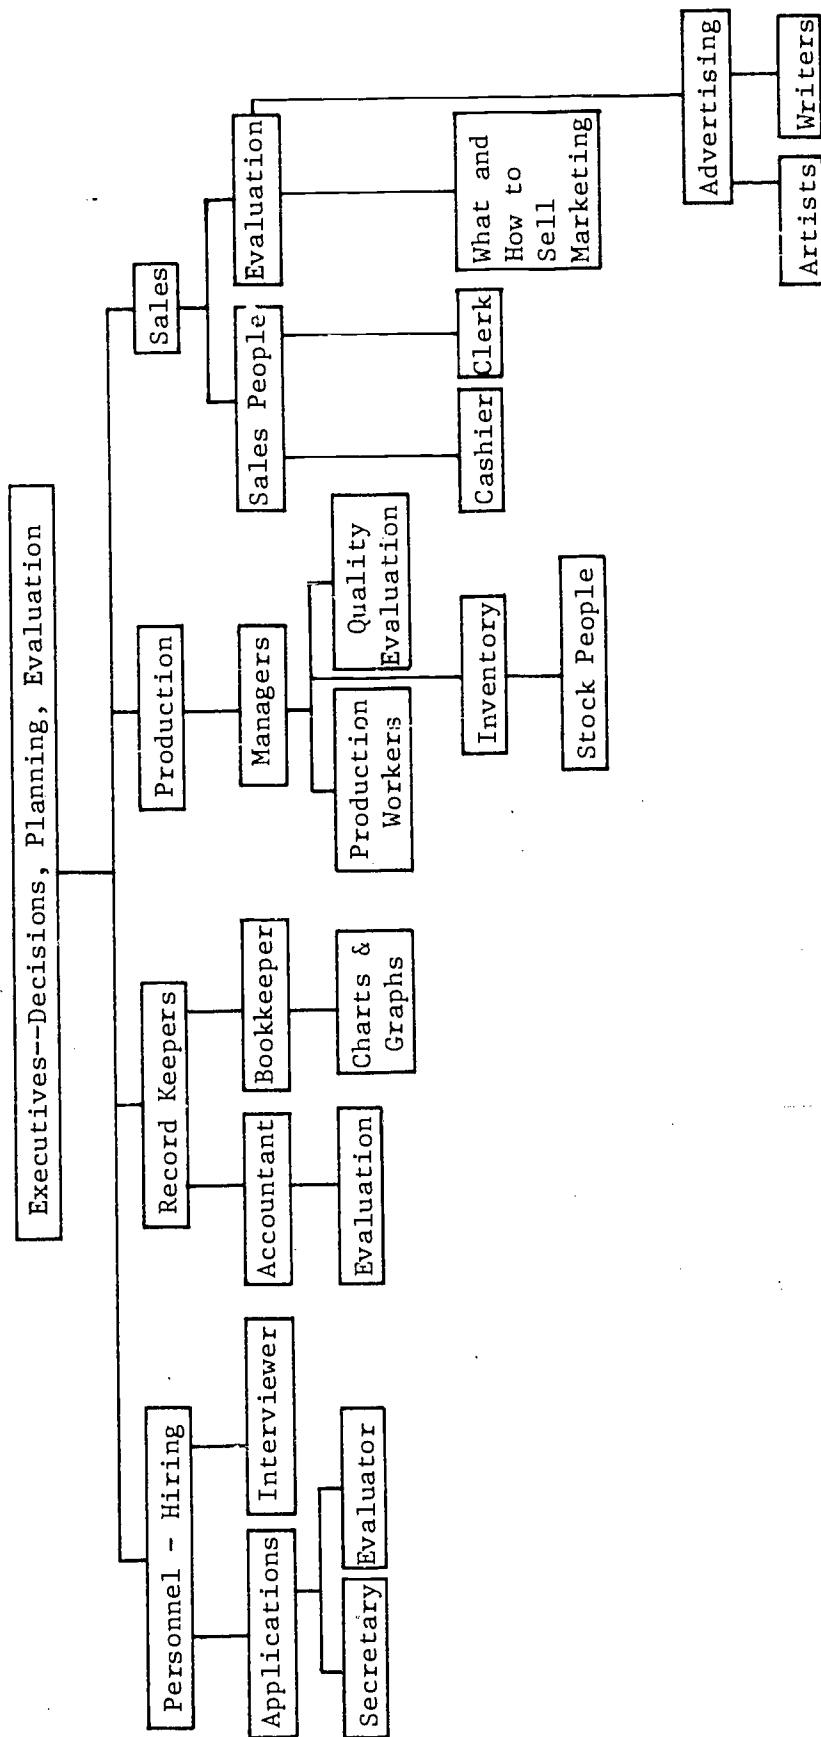 Executives--Decisions, Planning, Evaluation
Personnel - Hiring
Record Keepers
Production
Sales
Applications
Interviewer
Accountant
Bookkeeper
Managers
Sales People
Evaluation
Secretary
Evaluator
Evaluation
Charts &
Graphs
Production
Workers
Quality
Evaluation
Inventory
Cashier
Clerk
What and
How to
Sell
Marketing
Stock People
Advertising
Artists
Writers